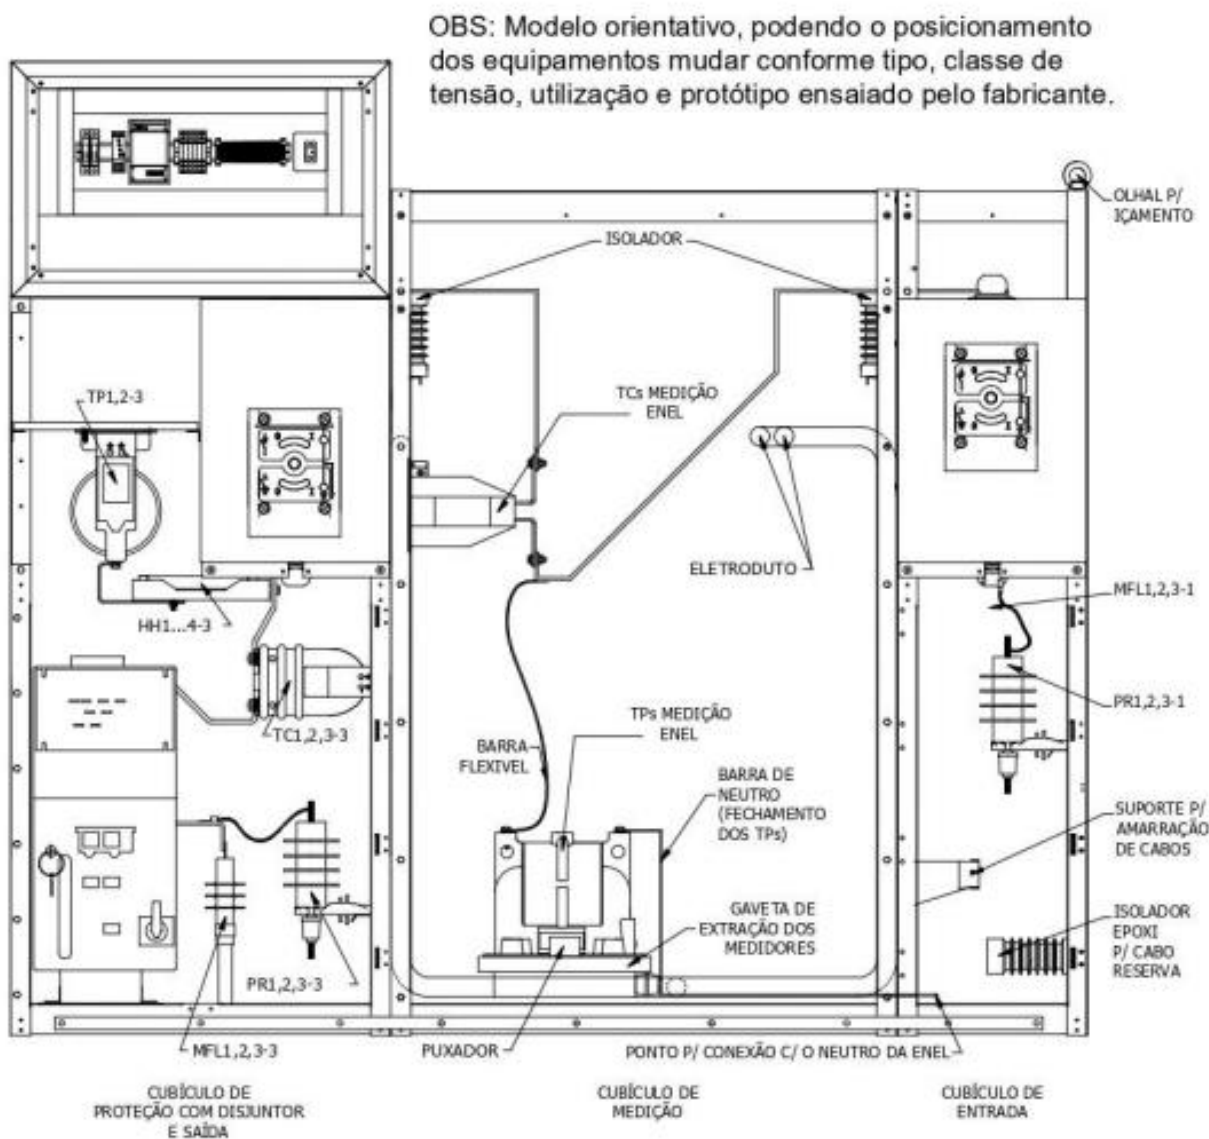 OBS: Modelo orientativo, podendo o posicionamento
dos equipamentos mudar conforme tipo, classe de
tensão, utilização e protótipo ensaiado pelo fabricante.
OLHAL P/
IÇAMENTO
ISOLADOR
TP1,2-3
TCs MEDIÇÃO
ENEL
ELETRODUTO
MFL1,2,3-1
HH1...4-3
PR1,2,3-1
TC1,2,3-3
TPs MEDIÇÃO
ENEL
BARRA
FLEXIVEL
BARRA DE
NEUTRO
(FECHAMENTO
DOS TPs)
SUPORTE P/
AMARRAÇÃO
DE CABOS
GAVETA DE
EXTRAÇÃO DOS
MEDIDORES
ISOLADOR
EPOXI
P/ CABO
RESERVA
PR1,2,3-3
MFL1,2,3-3
PUXADOR
PONTO P/ CONEXÃO C/ O NEUTRO DA ENEL
CUBÍCULO DE
PROTEÇÃO COM DISJUNTOR
E SAÍDA
CUBÍCULO DE
MEDIÇÃO
CUBÍCULO DE
ENTRADA